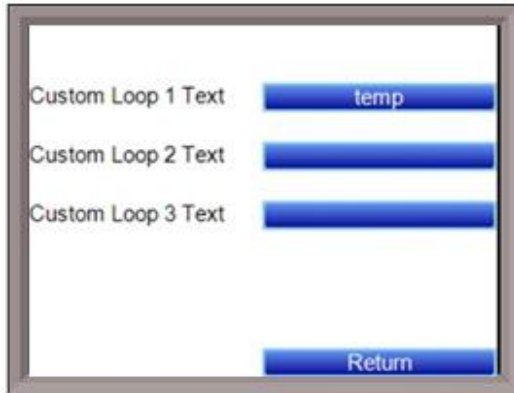 Custom Loop 1 Text temp
Custom Loop 2 Text
Custom Loop 3 Text
Return